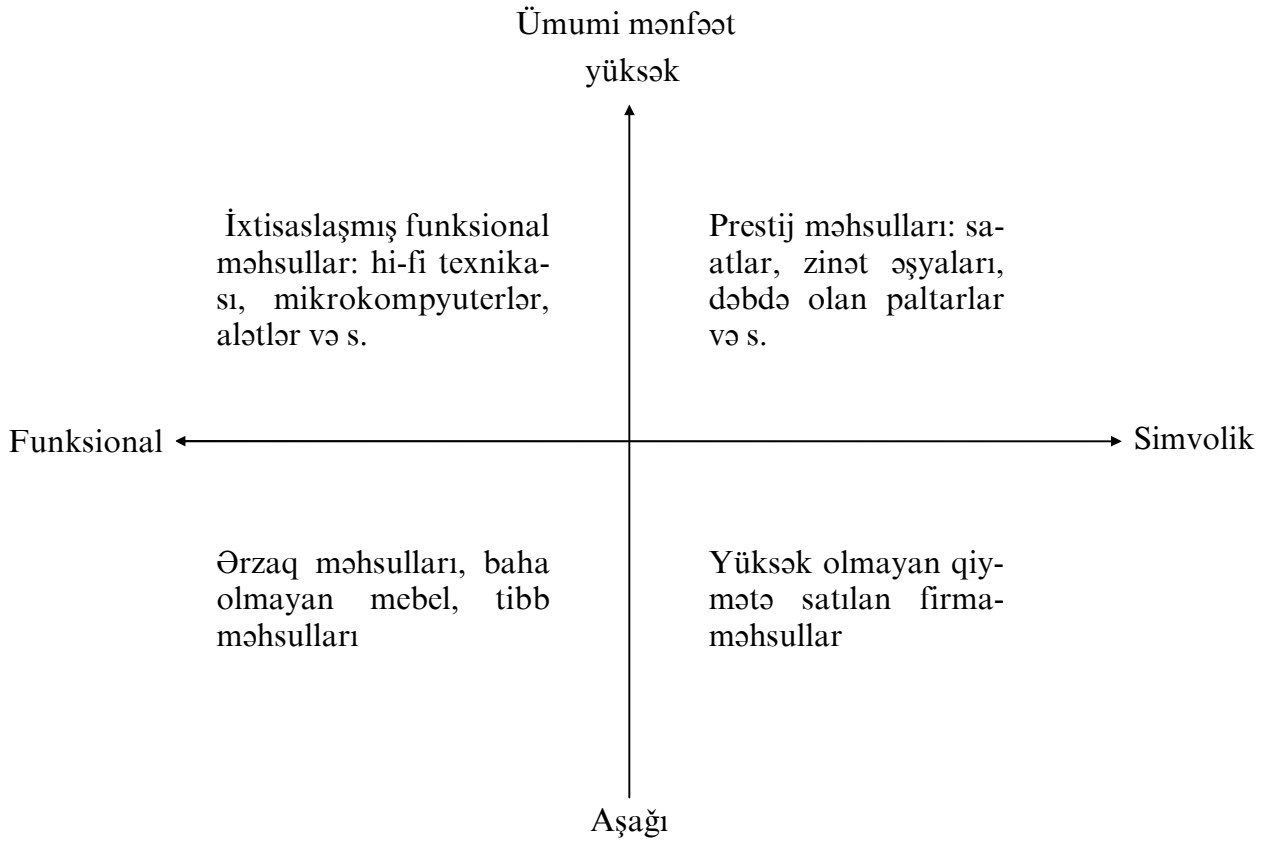 Ümumi mənfəət
yüksək
İxtisaslaşmış funksional
məhsullar: hi-fi texnika-
sı, mikrokompyuterlər,
alətlər və s.
Prestij məhsulları: sa-
atlar, zinət əşyaları,
dəbdə olan paltarlar
və s.
Funksional
Simvolik
Ərzaq məhsulları, baha
olmayan mebel, tibb
məhsulları
Yüksək olmayan qiy-
mətə satılan firma-
məhsullar
Aşağı